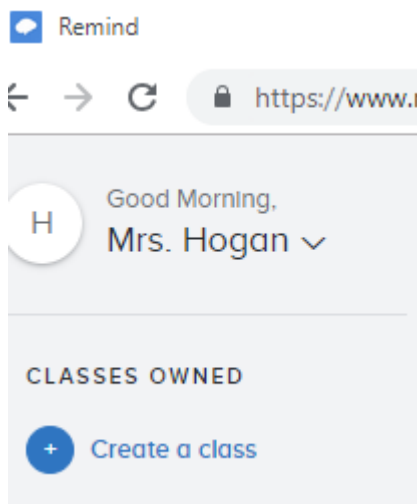 Remind
https://www.
H
Good Morning,
Mrs. Hogan
CLASSES OWNED
+
Create a class